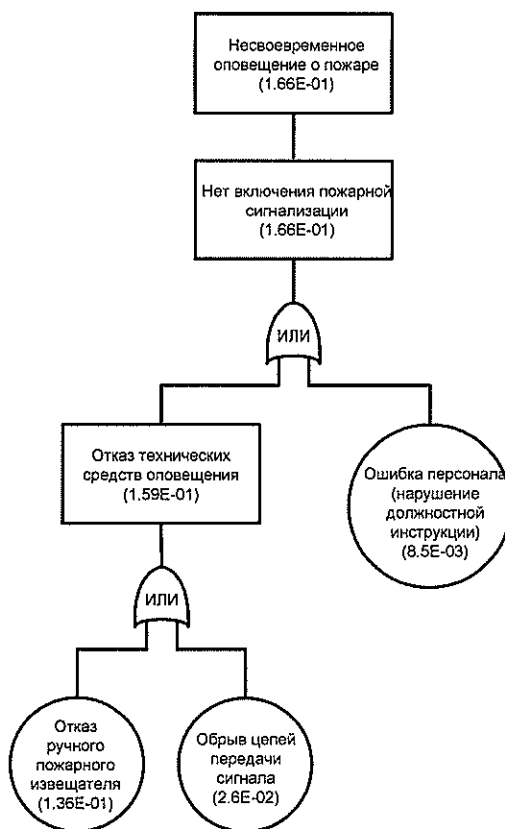 Несвоевременное
оповещение о пожаре
(1.66E-01)
Нет включения пожарной
сигнализации
(1.66E-01)
ИЛИ
Отказ технических
средств оповещения
(1.59E-01)
Ошибка персонала
(нарушение
должностной
инструкции)
(8.5E-03)
ИЛИ
Отказ
ручного
пожарного
извещателя
(1.36E-01)
Обрыв цепей
передачи
сигнала
(2.6E-02)